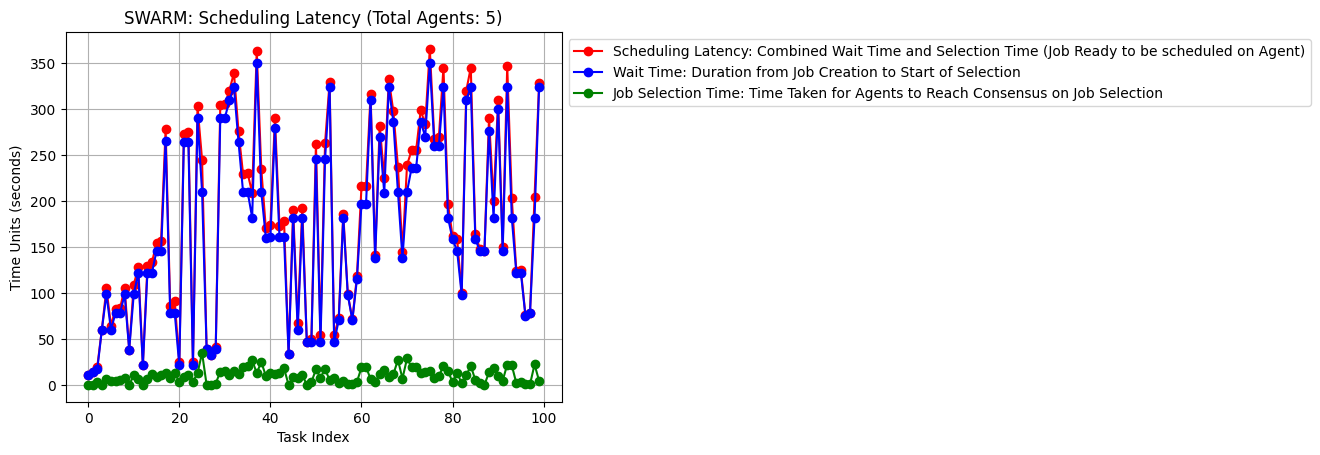 SWARM: Scheduling Latency (Total Agents: 5)
Scheduling Latency: Combined Wait Time and Selection Time (Job Ready to be scheduled on Agent)
Wait Time: Duration from Job Creation to Start of Selection
Job Selection Time: Time Taken for Agents to Reach Consensus on Job Selection
Time Units (seconds)
350
300
250
200
150
100
50
0
0 20 40 60 80 100
Task Index